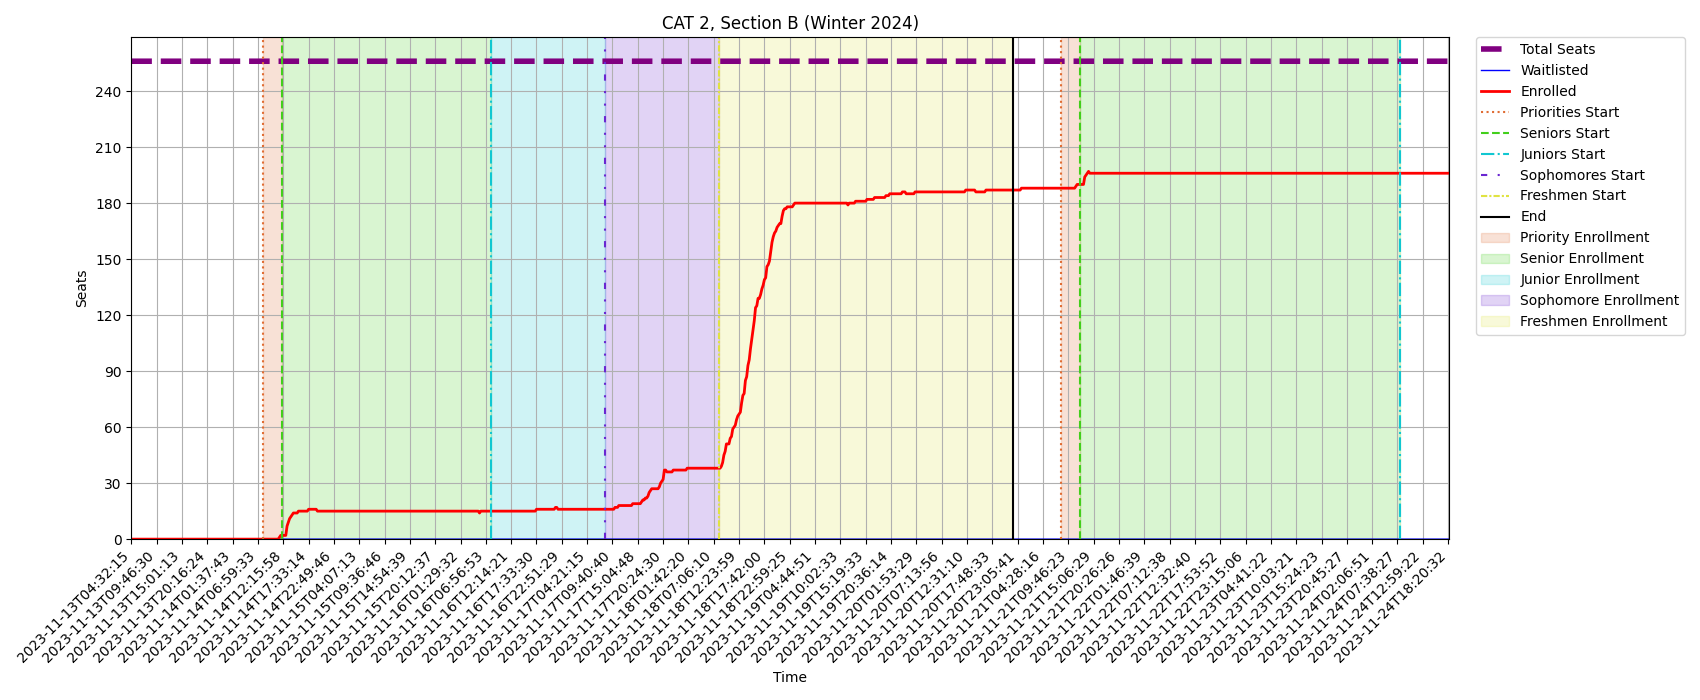 CAT 2, Section B (Winter 2024)
Total Seats
Waitlisted
Enrolled
Priorities Start
Seniors Start
Juniors Start
Sophomores Start
Freshmen Start
End
Priority Enrollment
Senior Enrollment
Junior Enrollment
Sophomore Enrollment
Freshmen Enrollment
Seats
240
210
180
150
120
90
60
30
0
2023-11-13T04:32:15
2023-11-13T09:46:30
2023-11-13T15:01:13
2023-11-13T20:16:24
2023-11-14T01:37:43
2023-11-14T06:59:33
2023-11-14T12:15:58
2023-11-14T17:33:14
2023-11-14T22:49:46
2023-11-15T04:07:13
2023-11-15T09:36:46
2023-11-15T14:54:39
2023-11-15T20:12:37
2023-11-16T01:29:32
2023-11-16T06:56:53
2023-11-16T12:14:21
2023-11-16T17:33:30
2023-11-16T22:51:29
2023-11-17T04:21:15
2023-11-17T09:40:40
2023-11-17T15:04:48
2023-11-17T20:24:30
2023-11-18T01:42:20
2023-11-18T07:06:10
2023-11-18T12:23:59
2023-11-18T17:42:00
2023-11-18T22:59:25
2023-11-19T04:44:51
2023-11-19T10:02:33
2023-11-19T15:19:33
2023-11-19T20:36:14
2023-11-20T01:53:29
2023-11-20T07:13:56
2023-11-20T12:31:10
2023-11-20T17:48:33
2023-11-20T23:05:41
2023-11-21T04:28:16
2023-11-21T09:46:23
2023-11-21T15:06:29
2023-11-21T20:26:26
2023-11-22T01:46:39
2023-11-22T07:12:38
2023-11-22T12:32:40
2023-11-22T17:53:52
2023-11-22T23:15:06
2023-11-23T04:41:22
2023-11-23T10:03:21
2023-11-23T15:24:23
2023-11-23T20:45:27
2023-11-24T02:06:51
2023-11-24T07:38:27
2023-11-24T12:59:22
2023-11-24T18:20:32
Time